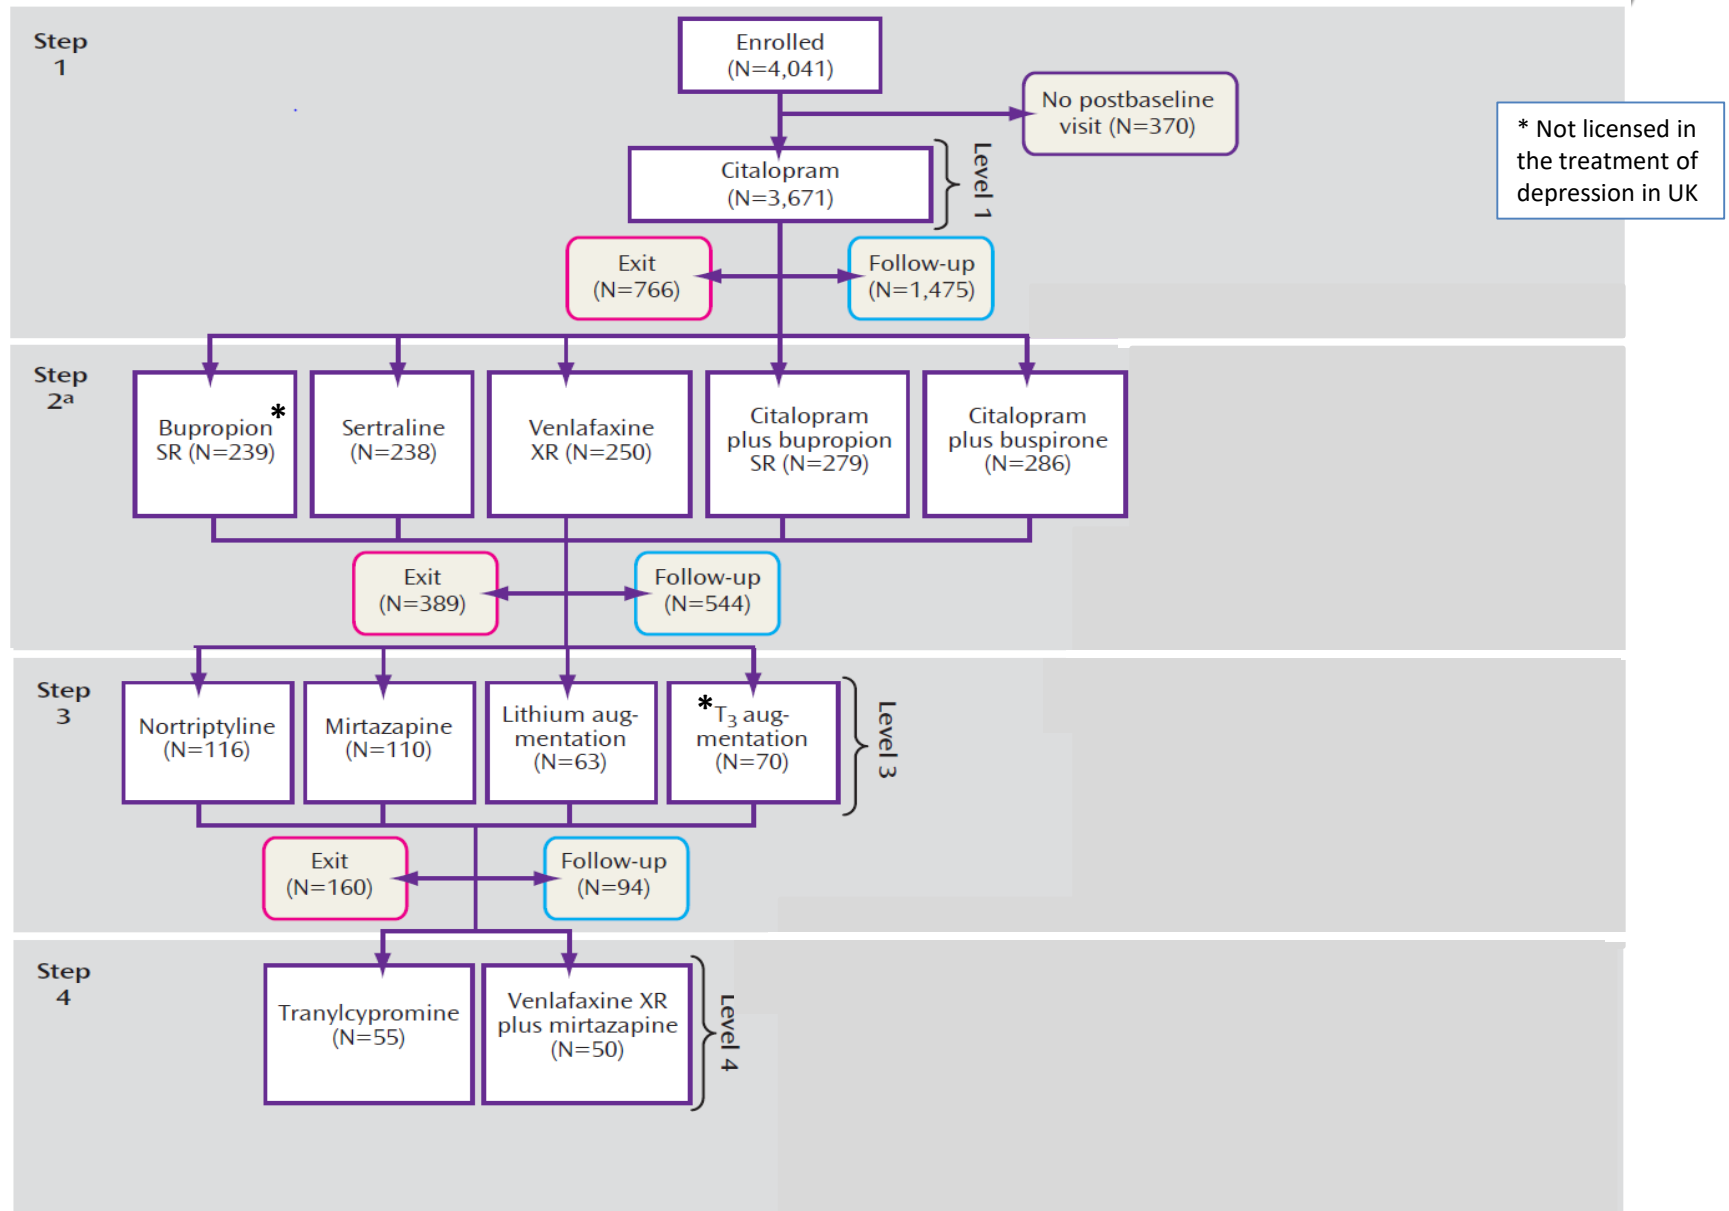 Step
1
Enrolled
(N=4,041)
No postbaseline
visit (N=370)
* Not licensed in
the treatment of
depression in UK
Citalopram
(N=3,671)
Level 1
Exit
(N=766)
Follow-up
(N=1,475)
Step
2ᵃ
Bupropion*
SR (N=239)
Sertraline
(N=238)
Venlafaxine
XR (N=250)
Citalopram
plus bupropion
SR (N=279)
Citalopram
plus buspirone
(N=286)
Exit
(N=389)
Follow-up
(N=544)
Step
3
Nortriptyline
(N=116)
Mirtazapine
(N=110)
Lithium aug-
mentation
(N=63)
*T₃ aug-
mentation
(N=70)
Level 3
Exit
(N=160)
Follow-up
(N=94)
Step
4
Tranylcypromine
(N=55)
Venlafaxine XR
plus mirtazapine
(N=50)
Level 4